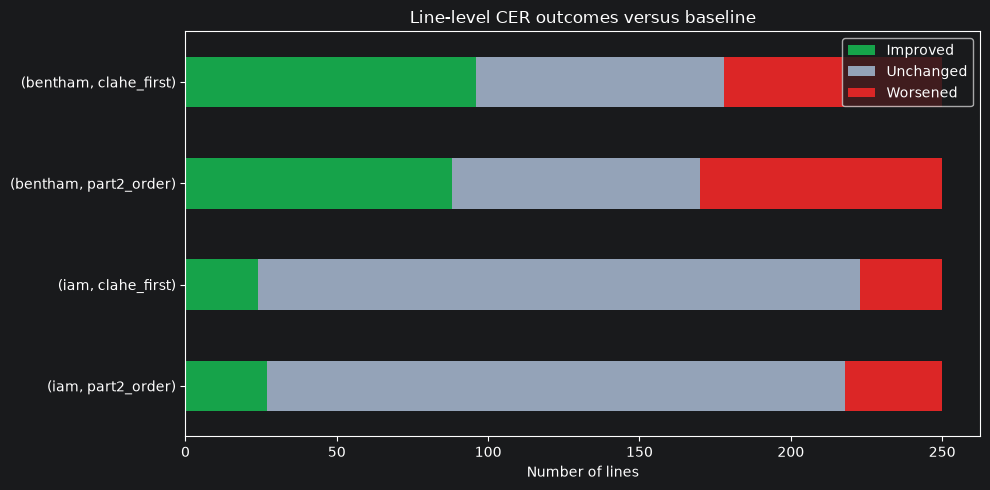 Line-level CER outcomes versus baseline
Improved
Unchanged
Worsened
(bentham, clahe_first)
(bentham, part2_order)
(iam, clahe_first)
(iam, part2_order)
0 50 100 150 200 250
Number of lines